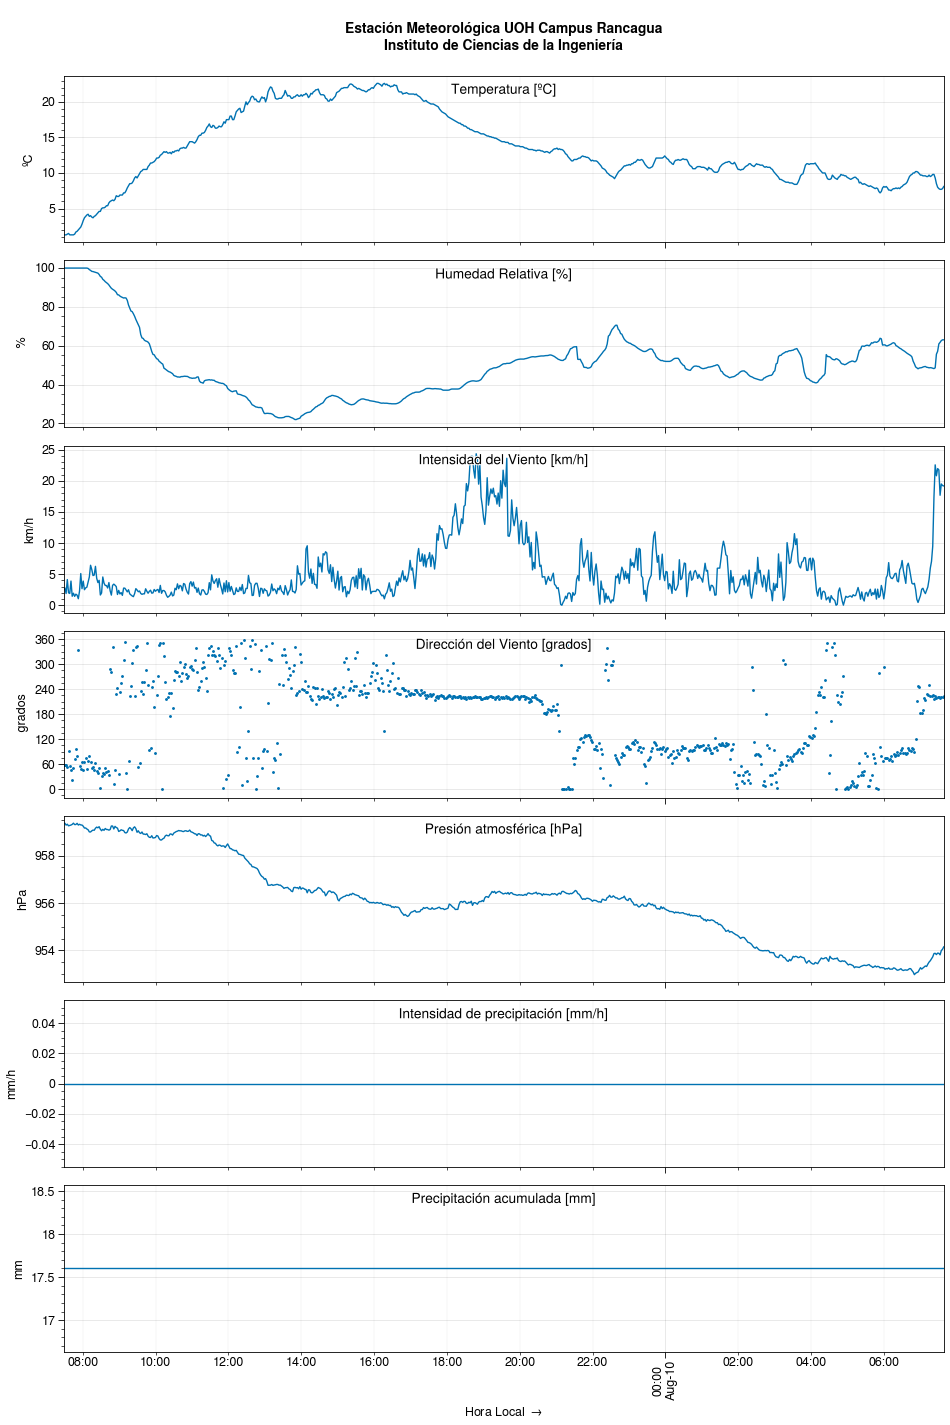 Estación Meteorológica UOH Campus Rancagua
Instituto de Ciencias de la Ingeniería
Temperatura [ºC]
20
15
10
5
ºC
Humedad Relativa [%]
100
80
60
40
20
%
Intensidad del Viento [km/h]
25
20
15
10
5
0
km/h
Dirección del Viento [grados]
360
300
240
180
120
60
0
grados
Presión atmosférica [hPa]
958
956
954
hPa
Intensidad de precipitación [mm/h]
0.04
0.02
0
−0.02
−0.04
mm/h
Precipitación acumulada [mm]
18.5
18
17.5
17
mm
08:00 10:00 12:00 14:00 16:00 18:00 20:00 22:00 00:00 02:00 04:00 06:00
Aug-10
Hora Local →